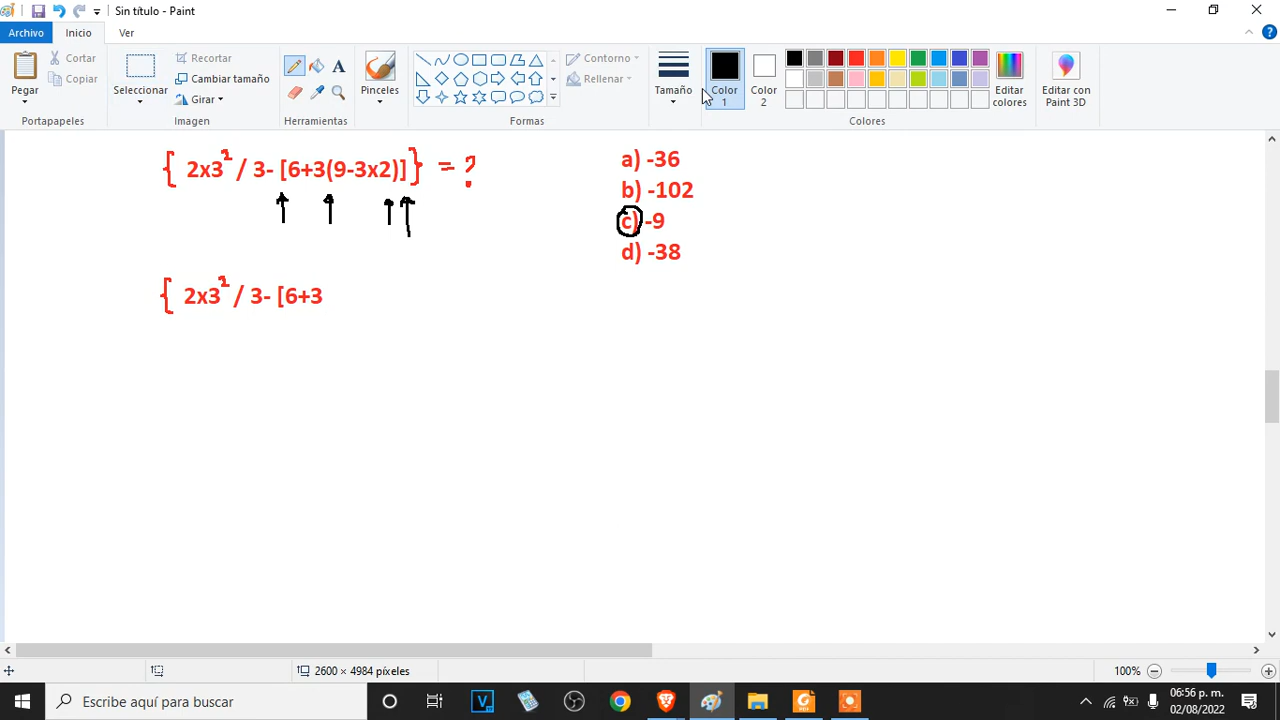 Sin título - Paint
Archivo Inicio Ver
Pegar Cortar Copiar
Seleccionar Recortar Cambiar tamaño Girar
A
Pinceles
Contorno Rellenar
Tamaño
Color 1
Color 2
Editar colores
Editar con Paint 3D
Portapapeles Imagen Herramientas Formas Colores
{ 2x3² / 3- [6+3(9-3x2)]} = ?
a) -36
b) -102
c) -9
d) -38
{ 2x3² / 3- [6+3
2600 × 4984 píxeles 100%
Escribe aquí para buscar
06:56 p. m.
02/08/2022